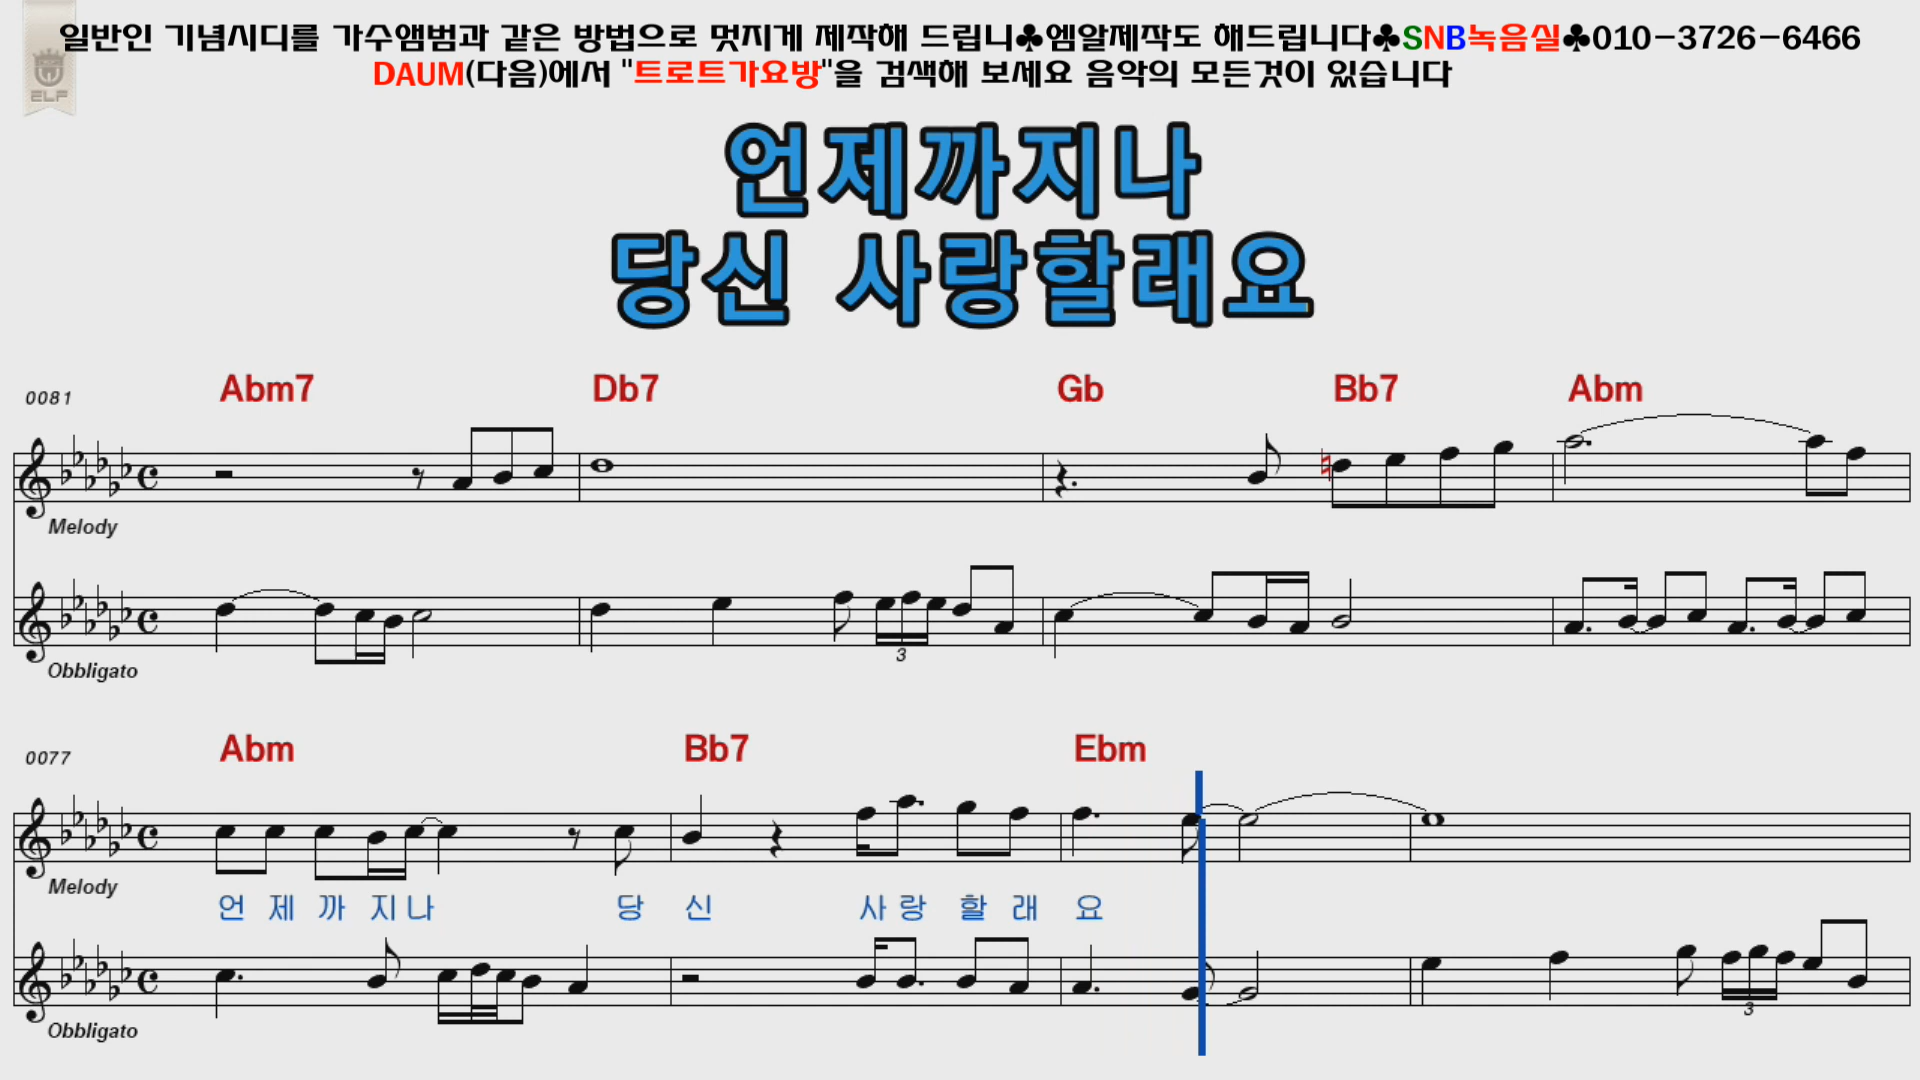 일반인 기념시디를 가수앨범과 같은 방법으로 멋지게 제작해 드립니♣엠알제작도 해드립니다♣SNB녹음실♣010-3726-6466
ELF
DAUM(다음)에서 "트로트가요방"을 검색해 보세요 음악의 모든것이 있습니다
언제까지나
당신 사랑할래요
0081 Abm7 Db7 Gb Bb7 Abm
Melody
3
Obbligato
0077 Abm Bb7 Ebm
Melody
언 제 까 지 나 당 신 사 랑 할 래 요
3
Obbligato